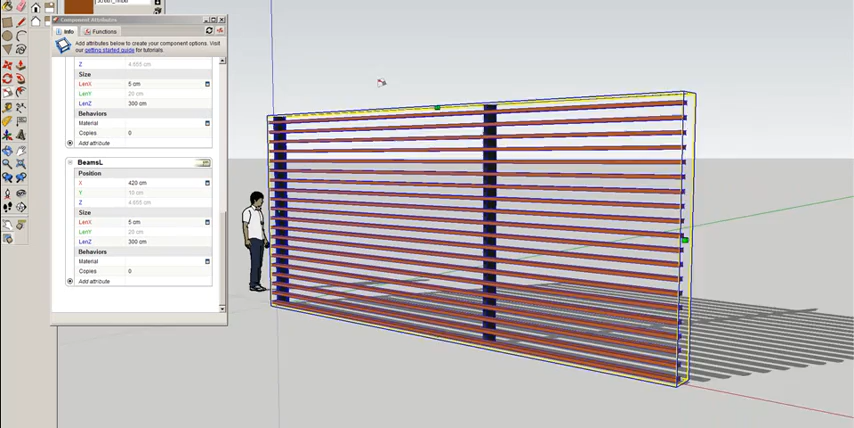 Screen_Timber
Component Attributes
Info
Functions
Add attributes below to create your component options. Visit
our getting started guide for tutorials.
Z 4.655 cm
Size
LenX 5 cm
LenY 20 cm
LenZ 300 cm
Behaviors
Material
Copies 0
Add attribute
BeamsL
Position
X 420 cm
Y 10 cm
Z 4.655 cm
Size
LenX 5 cm
LenY 20 cm
LenZ 300 cm
Behaviors
Material
Copies 0
Add attribute